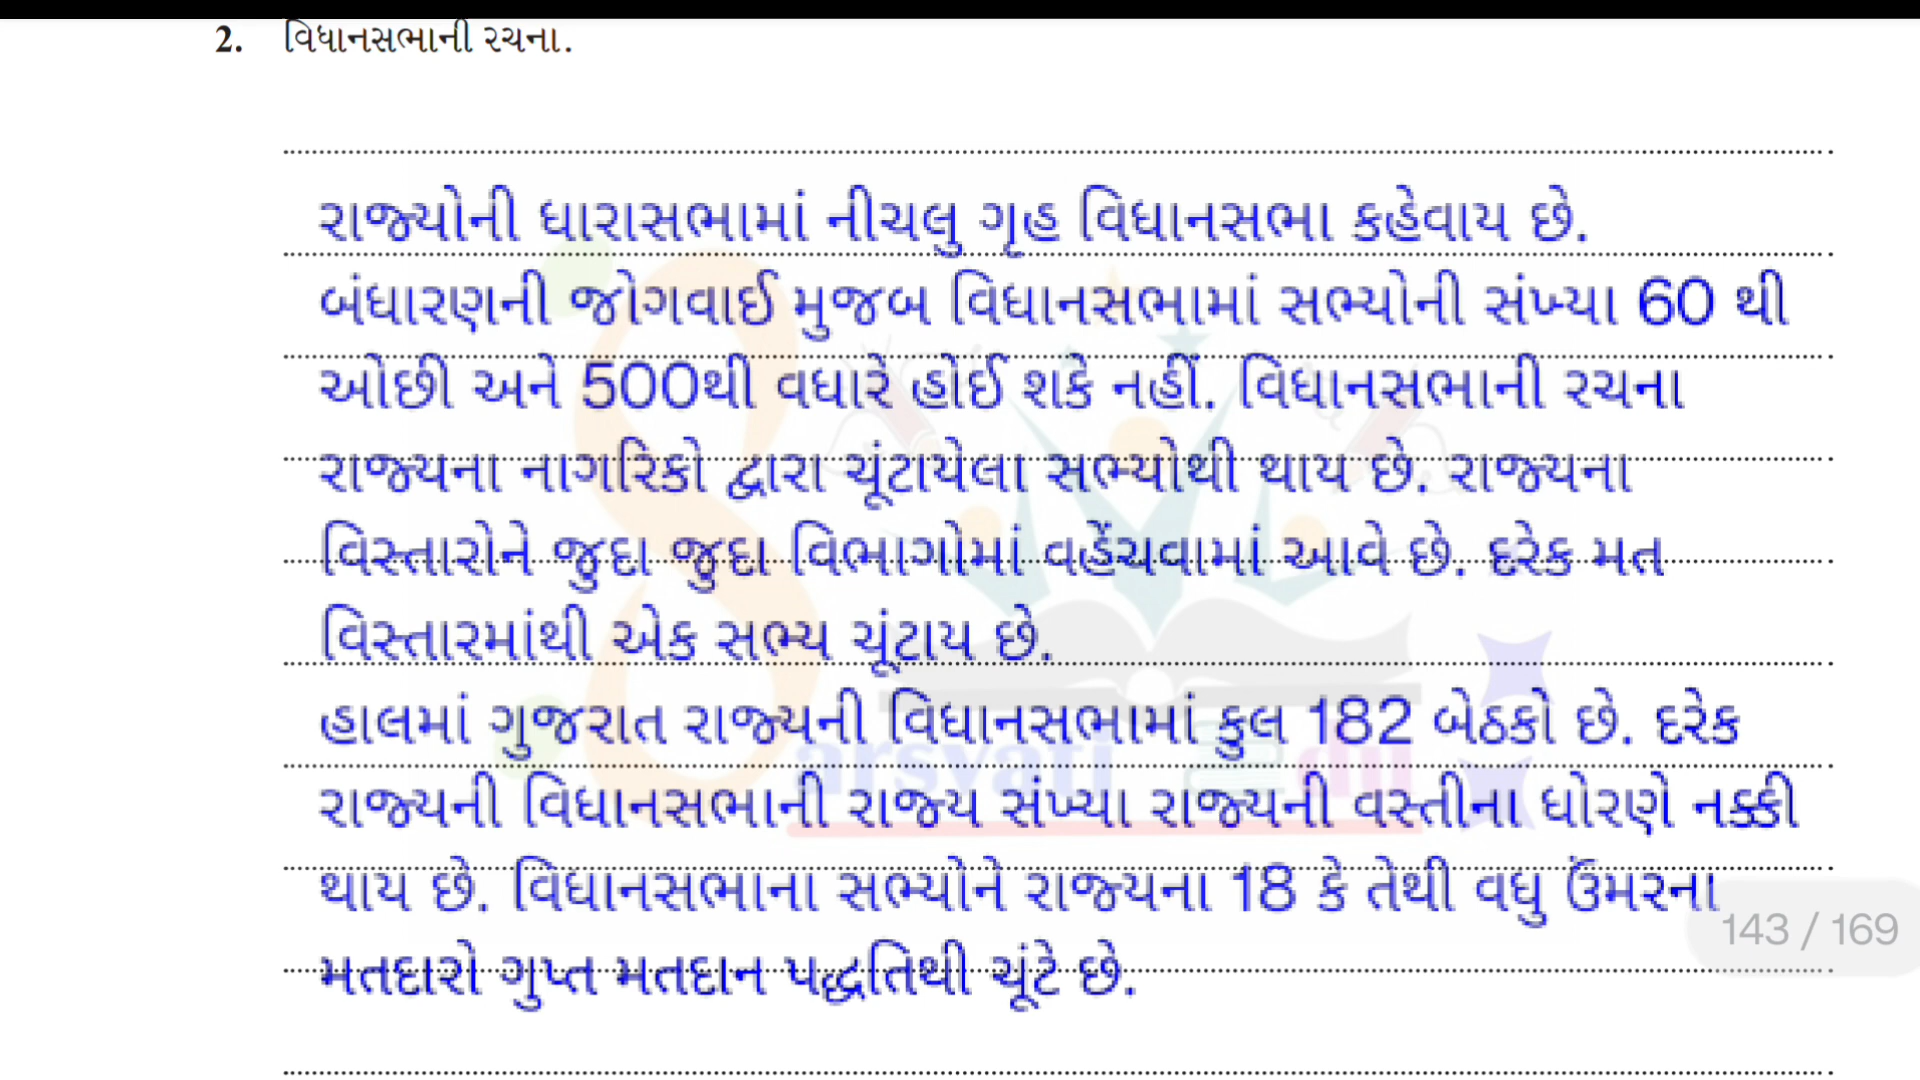 2. વિધાનસભાની રચના.
રાજ્યોની ધારાસભામાં નીચલુ ગૃહ વિધાનસભા કહેવાય છે.
બંધારણની જોગવાઈ મુજબ વિધાનસભામાં સભ્યોની સંખ્યા 60 થી
ઓછી અને 500થી વધારે હોઈ શકે નહીં. વિધાનસભાની રચના
રાજ્યના નાગરિકો દ્વારા ચૂંટાયેલા સભ્યોથી થાય છે. રાજ્યના
વિસ્તારોને જુદા જુદા વિભાગોમાં વહેંચવામાં આવે છે. દરેક મત
વિસ્તારમાંથી એક સભ્ય ચૂંટાય છે.
હાલમાં ગુજરાત રાજ્યની વિધાનસભામાં કુલ 182 બેઠકો છે. દરેક
રાજ્યની વિધાનસભાની રાજ્ય સંખ્યા રાજ્યની વસ્તીના ધોરણે નક્કી
થાય છે. વિધાનસભાના સભ્યોને રાજ્યના 18 કે તેથી વધુ ઉંમરના
143 / 169
મતદારો ગુપ્ત મતદાન પદ્ધતિથી ચૂંટે છે.